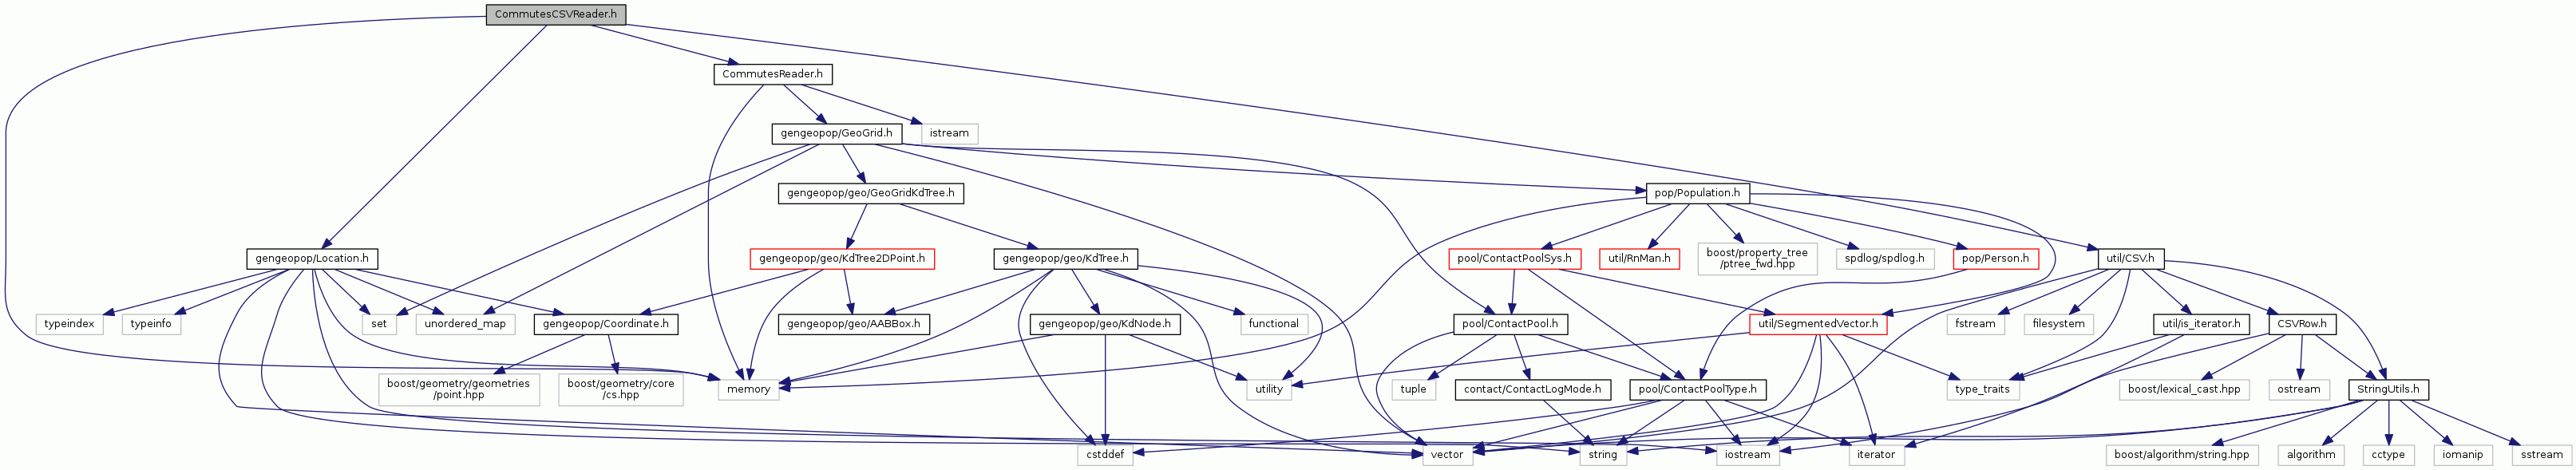 CommutesCSVReader.h
CommutesReader.h
gengeopop/GeoGrid.h
istream
gengeopop/geo/GeoGridKdTree.h
pop/Population.h
gengeopop/Location.h
gengeopop/geo/KdTree2DPoint.h
gengeopop/geo/KdTree.h
pool/ContactPoolSys.h
util/RnMan.h
boost/property_tree
/ptree_fwd.hpp
spdlog/spdlog.h
pop/Person.h
util/CSV.h
typeindex
typeinfo
set
unordered_map
gengeopop/Coordinate.h
gengeopop/geo/AABBox.h
gengeopop/geo/KdNode.h
functional
pool/ContactPool.h
util/SegmentedVector.h
fstream
filesystem
util/is_iterator.h
CSVRow.h
boost/geometry/geometries
/point.hpp
boost/geometry/core
/cs.hpp
memory
utility
tuple
contact/ContactLogMode.h
pool/ContactPoolType.h
type_traits
boost/lexical_cast.hpp
ostream
StringUtils.h
cstddef
vector
string
iostream
iterator
boost/algorithm/string.hpp
algorithm
cctype
iomanip
sstream